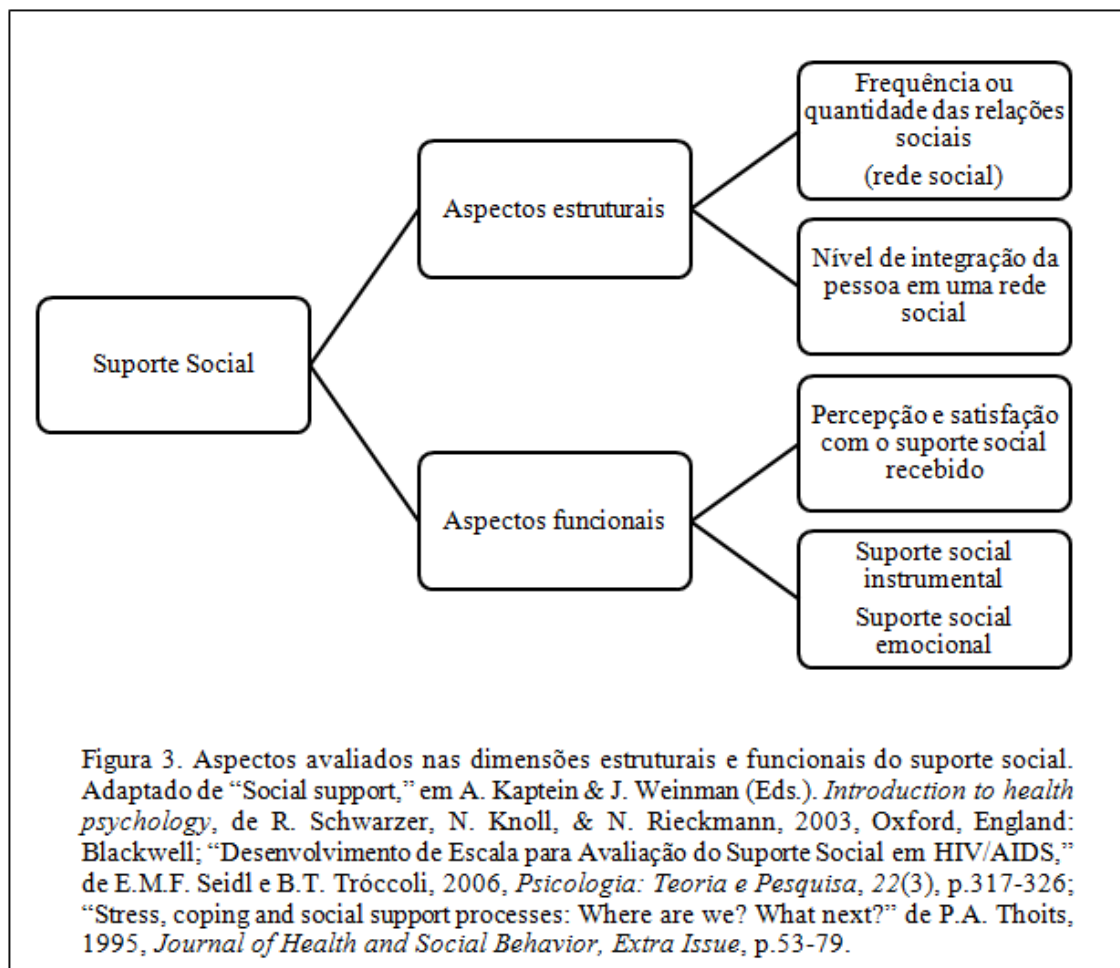 Suporte Social
Aspectos estruturais
Frequência ou
quantidade das relações
sociais
(rede social)
Nível de integração da
pessoa em uma rede
social
Aspectos funcionais
Percepção e satisfação
com o suporte social
recebido
Suporte social
instrumental
Suporte social
emocional
Figura 3. Aspectos avaliados nas dimensões estruturais e funcionais do suporte social.
Adaptado de “Social support,” em A. Kaptein & J. Weinman (Eds.). Introduction to health
psychology, de R. Schwarzer, N. Knoll, & N. Rieckmann, 2003, Oxford, England:
Blackwell; “Desenvolvimento de Escala para Avaliação do Suporte Social em HIV/AIDS,”
de E.M.F. Seidl e B.T. Tróccoli, 2006, Psicologia: Teoria e Pesquisa, 22(3), p.317-326;
“Stress, coping and social support processes: Where are we? What next?” de P.A. Thoits,
1995, Journal of Health and Social Behavior, Extra Issue, p.53-79.